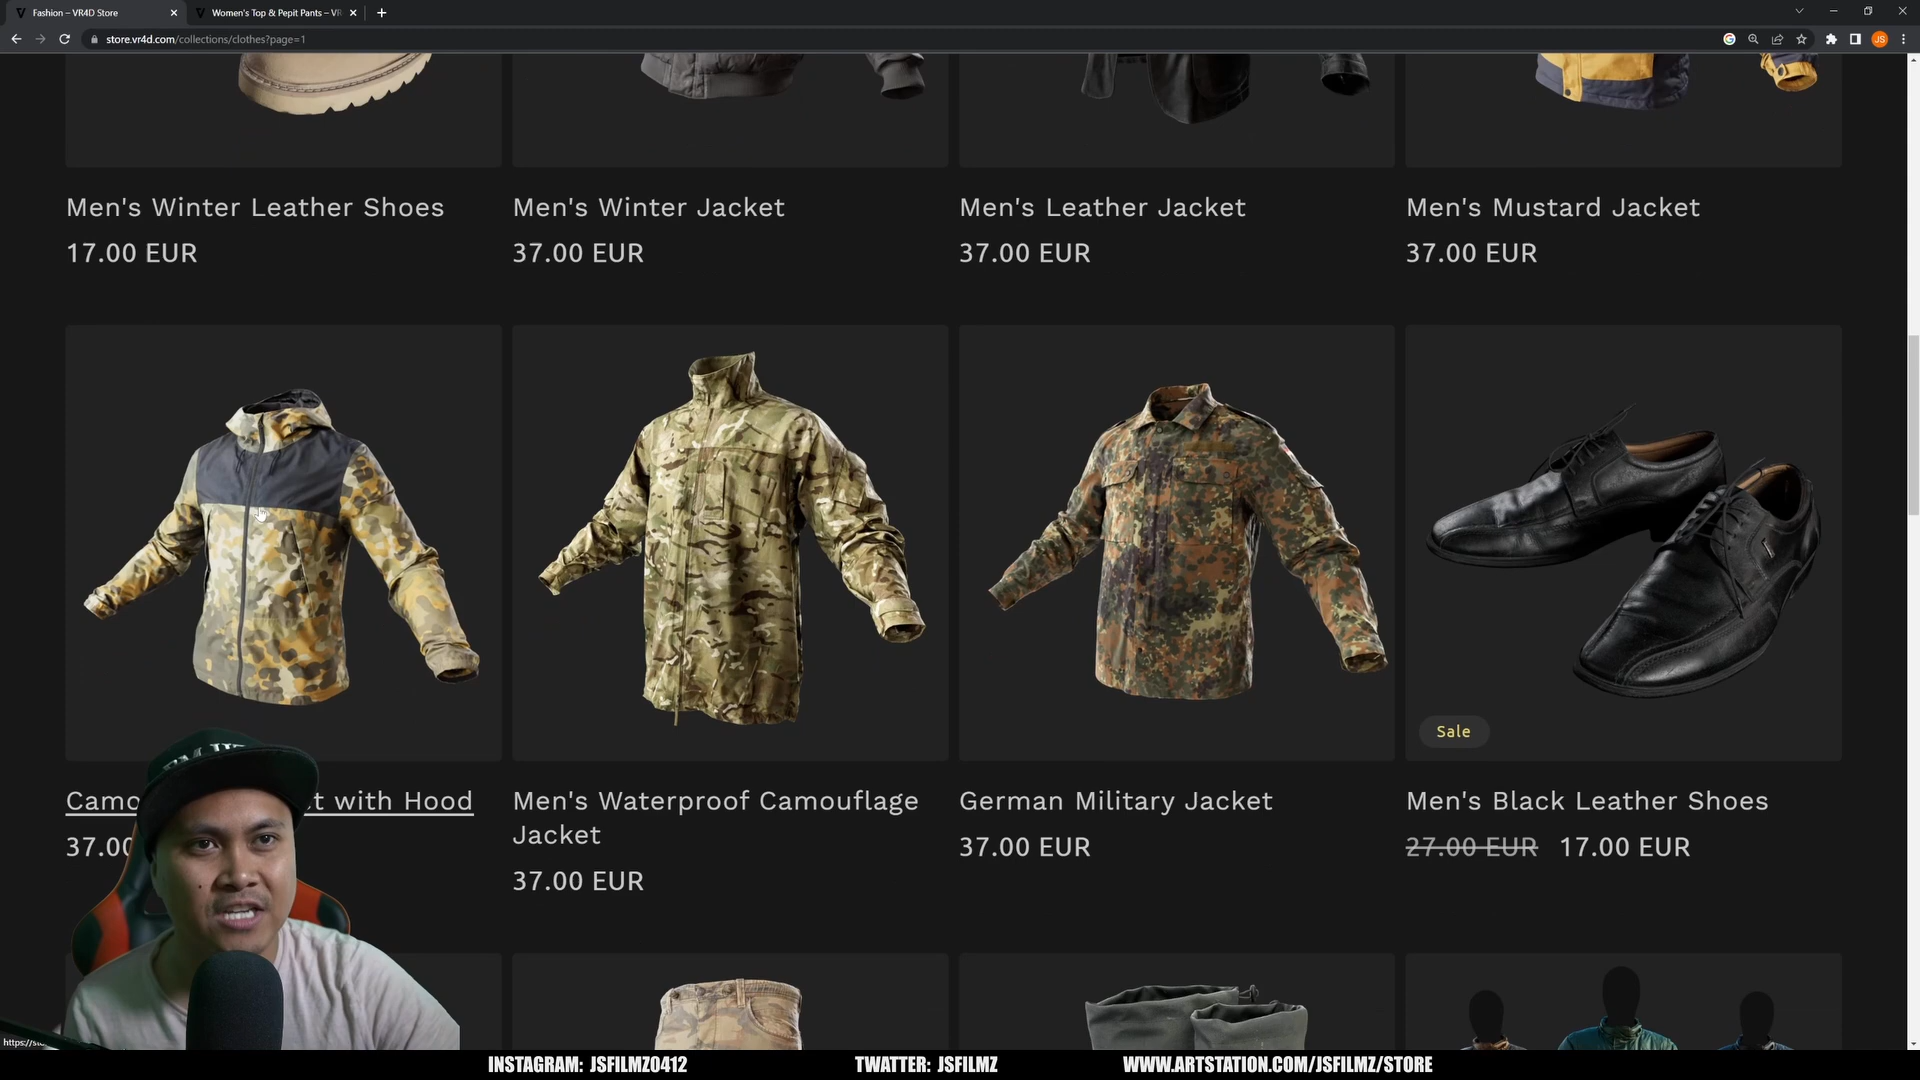 Fashion – VR4D Store
Women's Top & Pepit Pants – VR
store.vr4d.com/collections/clothes?page=1
JS
Men's Winter Leather Shoes
17.00 EUR
Men's Winter Jacket
37.00 EUR
Men's Leather Jacket
37.00 EUR
Men's Mustard Jacket
37.00 EUR
Camo
t with Hood
37.00
Men's Waterproof Camouflage
Jacket
37.00 EUR
German Military Jacket
37.00 EUR
Sale
Men's Black Leather Shoes
27.00 EUR 17.00 EUR
INSTAGRAM: JSFILMZ0412
TWATTER: JSFILMZ
WWW.ARTSTATION.COM/JSFILMZ/STORE